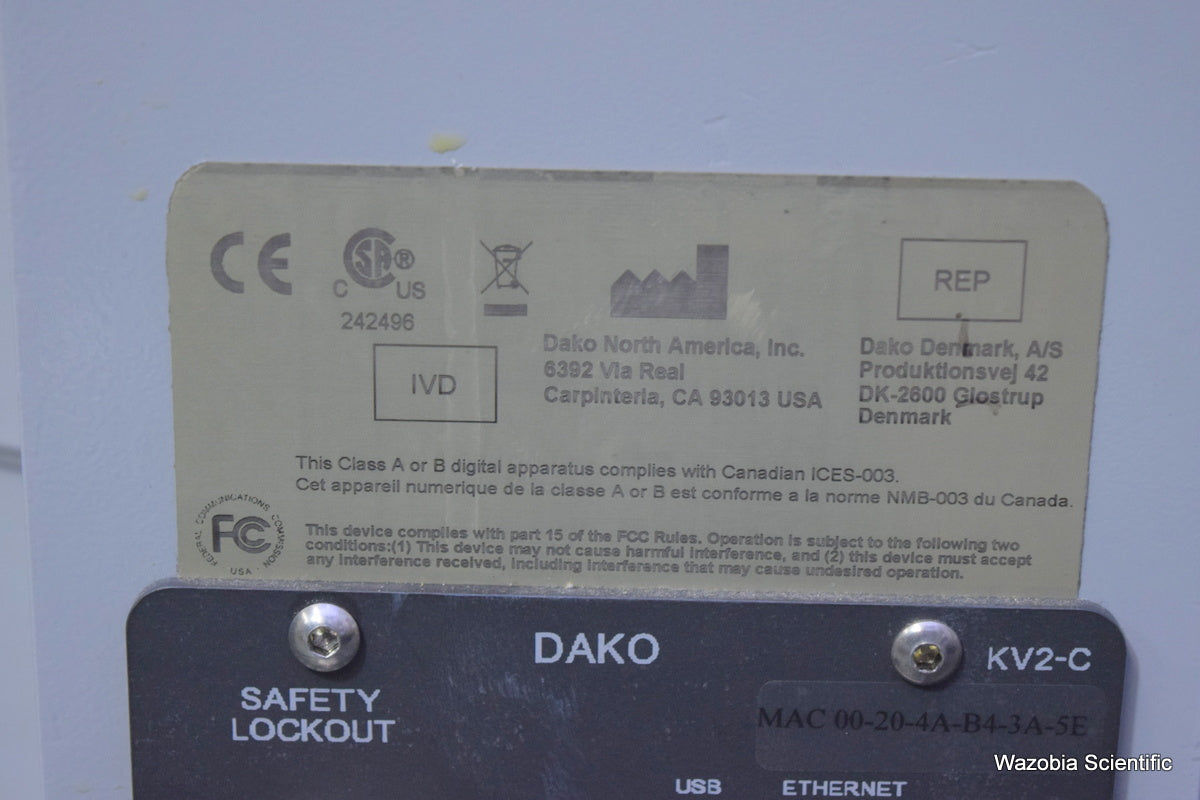 CE
SA®
C US
242496
IVD
Dako North America, Inc.
6392 Via Real
Carpinteria, CA 93013 USA
REP
Dako Denmark, A/S
Produktionsvej 42
DK-2600 Glostrup
Denmark
This Class A or B digital apparatus complies with Canadian ICES-003.
Cet appareil numerique de la classe A or B est conforme a la norme NMB-003 du Canada.
FEDERAL COMMUNICATIONS COMMISSION
FC
USA
This device complies with part 15 of the FCC Rules. Operation is subject to the following two
conditions:(1) This device may not cause harmful interference, and (2) this device must accept
any interference received, including interference that may cause undesired operation.
DAKO
KV2-C
SAFETY
LOCKOUT
MAC 00-20-4A-B4-3A-5E
USB
ETHERNET
Wazobia Scientific